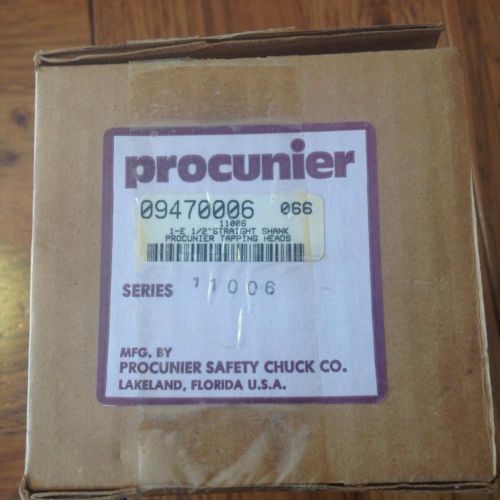 procunier
09470006 066
11006
1-E 1/2"STRAIGHT SHANK
PROCUNIER TAPPING HEADS
SERIES 11006
MFG. BY
PROCUNIER SAFETY CHUCK CO.
LAKELAND, FLORIDA U.S.A.